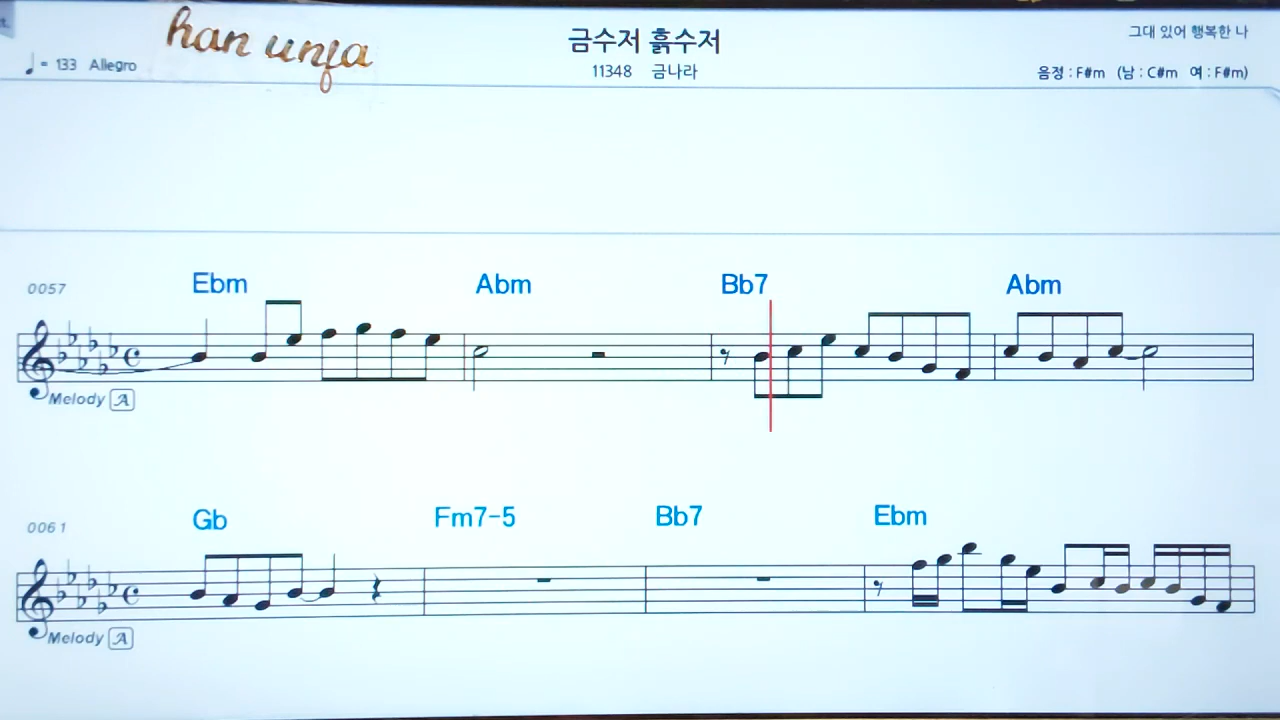 han unja
♩= 133 Allegro
금수저 흙수저
11348 금나라
그대 있어 행복한 나
음정 : F#m (남 : C#m 여 : F#m)
0057
Ebm Abm Bb7 Abm
Melody A
0061
Gb Fm7-5 Bb7 Ebm
Melody A